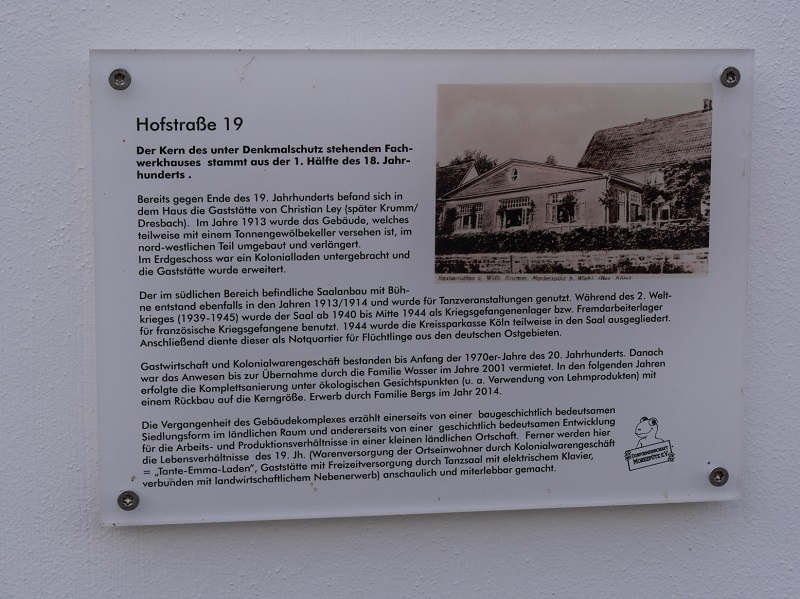 Hofstraße 19
Der Kern des unter Denkmalschutz stehenden Fach-
werkhauses stammt aus der 1. Hälfte des 18. Jahr-
hunderts .
Bereits gegen Ende des 19. Jahrhunderts befand sich in
dem Haus die Gaststätte von Christian Ley (später Krumm/
Dresbach). Im Jahre 1913 wurde das Gebäude, welches
teilweise mit einem Tonnengewölbekeller versehen ist, im
nord-westlichen Teil umgebaut und verlängert.
Im Erdgeschoss war ein Kolonialladen untergebracht und
die Gaststätte wurde erweitert.
Der im südlichen Bereich befindliche Saalanbau mit Büh-
ne entstand ebenfalls in den Jahren 1913/1914 und wurde für Tanzveranstaltungen genutzt. Während des 2. Welt-
krieges (1939-1945) wurde der Saal ab 1940 bis Mitte 1944 als Kriegsgefangenenlager bzw. Fremdarbeiterlager
für französische Kriegsgefangene benutzt. 1944 wurde die Kreissparkasse Köln teilweise in den Saal ausgegliedert.
Anschließend diente dieser als Notquartier für Flüchtlinge aus den deutschen Ostgebieten.
Gastwirtschaft und Kolonialwarengeschäft bestanden bis Anfang der 1970er-Jahre des 20. Jahrhunderts. Danach
war das Anwesen bis zur Übernahme durch die Familie Wasser im Jahre 2001 vermietet. In den folgenden Jahren
erfolgte die Komplettsanierung unter ökologischen Gesichtspunkten (u. a. Verwendung von Lehmprodukten) mit
einem Rückbau auf die Kerngröße. Erwerb durch Familie Bergs im Jahr 2014.
Die Vergangenheit des Gebäudekomplexes erzählt einerseits von einer baugeschichtlich bedeutsamen
Siedlungsform im ländlichen Raum und andererseits von einer geschichtlich bedeutsamen Entwicklung
für die Arbeits- und Produktionsverhältnisse in einer kleinen ländlichen Ortschaft. Ferner werden hier
die Lebensverhältnisse des 19. Jh. (Warenversorgung der Ortseinwohner durch Kolonialwarengeschäft
= „Tante-Emma-Laden“, Gaststätte mit Freizeitversorgung durch Tanzsaal mit elektrischem Klavier,
verbunden mit landwirtschaftlichem Nebenerwerb) anschaulich und miterlebbar gemacht.
Restauration v. Wilh. Krumm, Morkepütz b. Wiehl (Bez. Köln)
Dorfgemeinschaft
Morkepütz e.V.